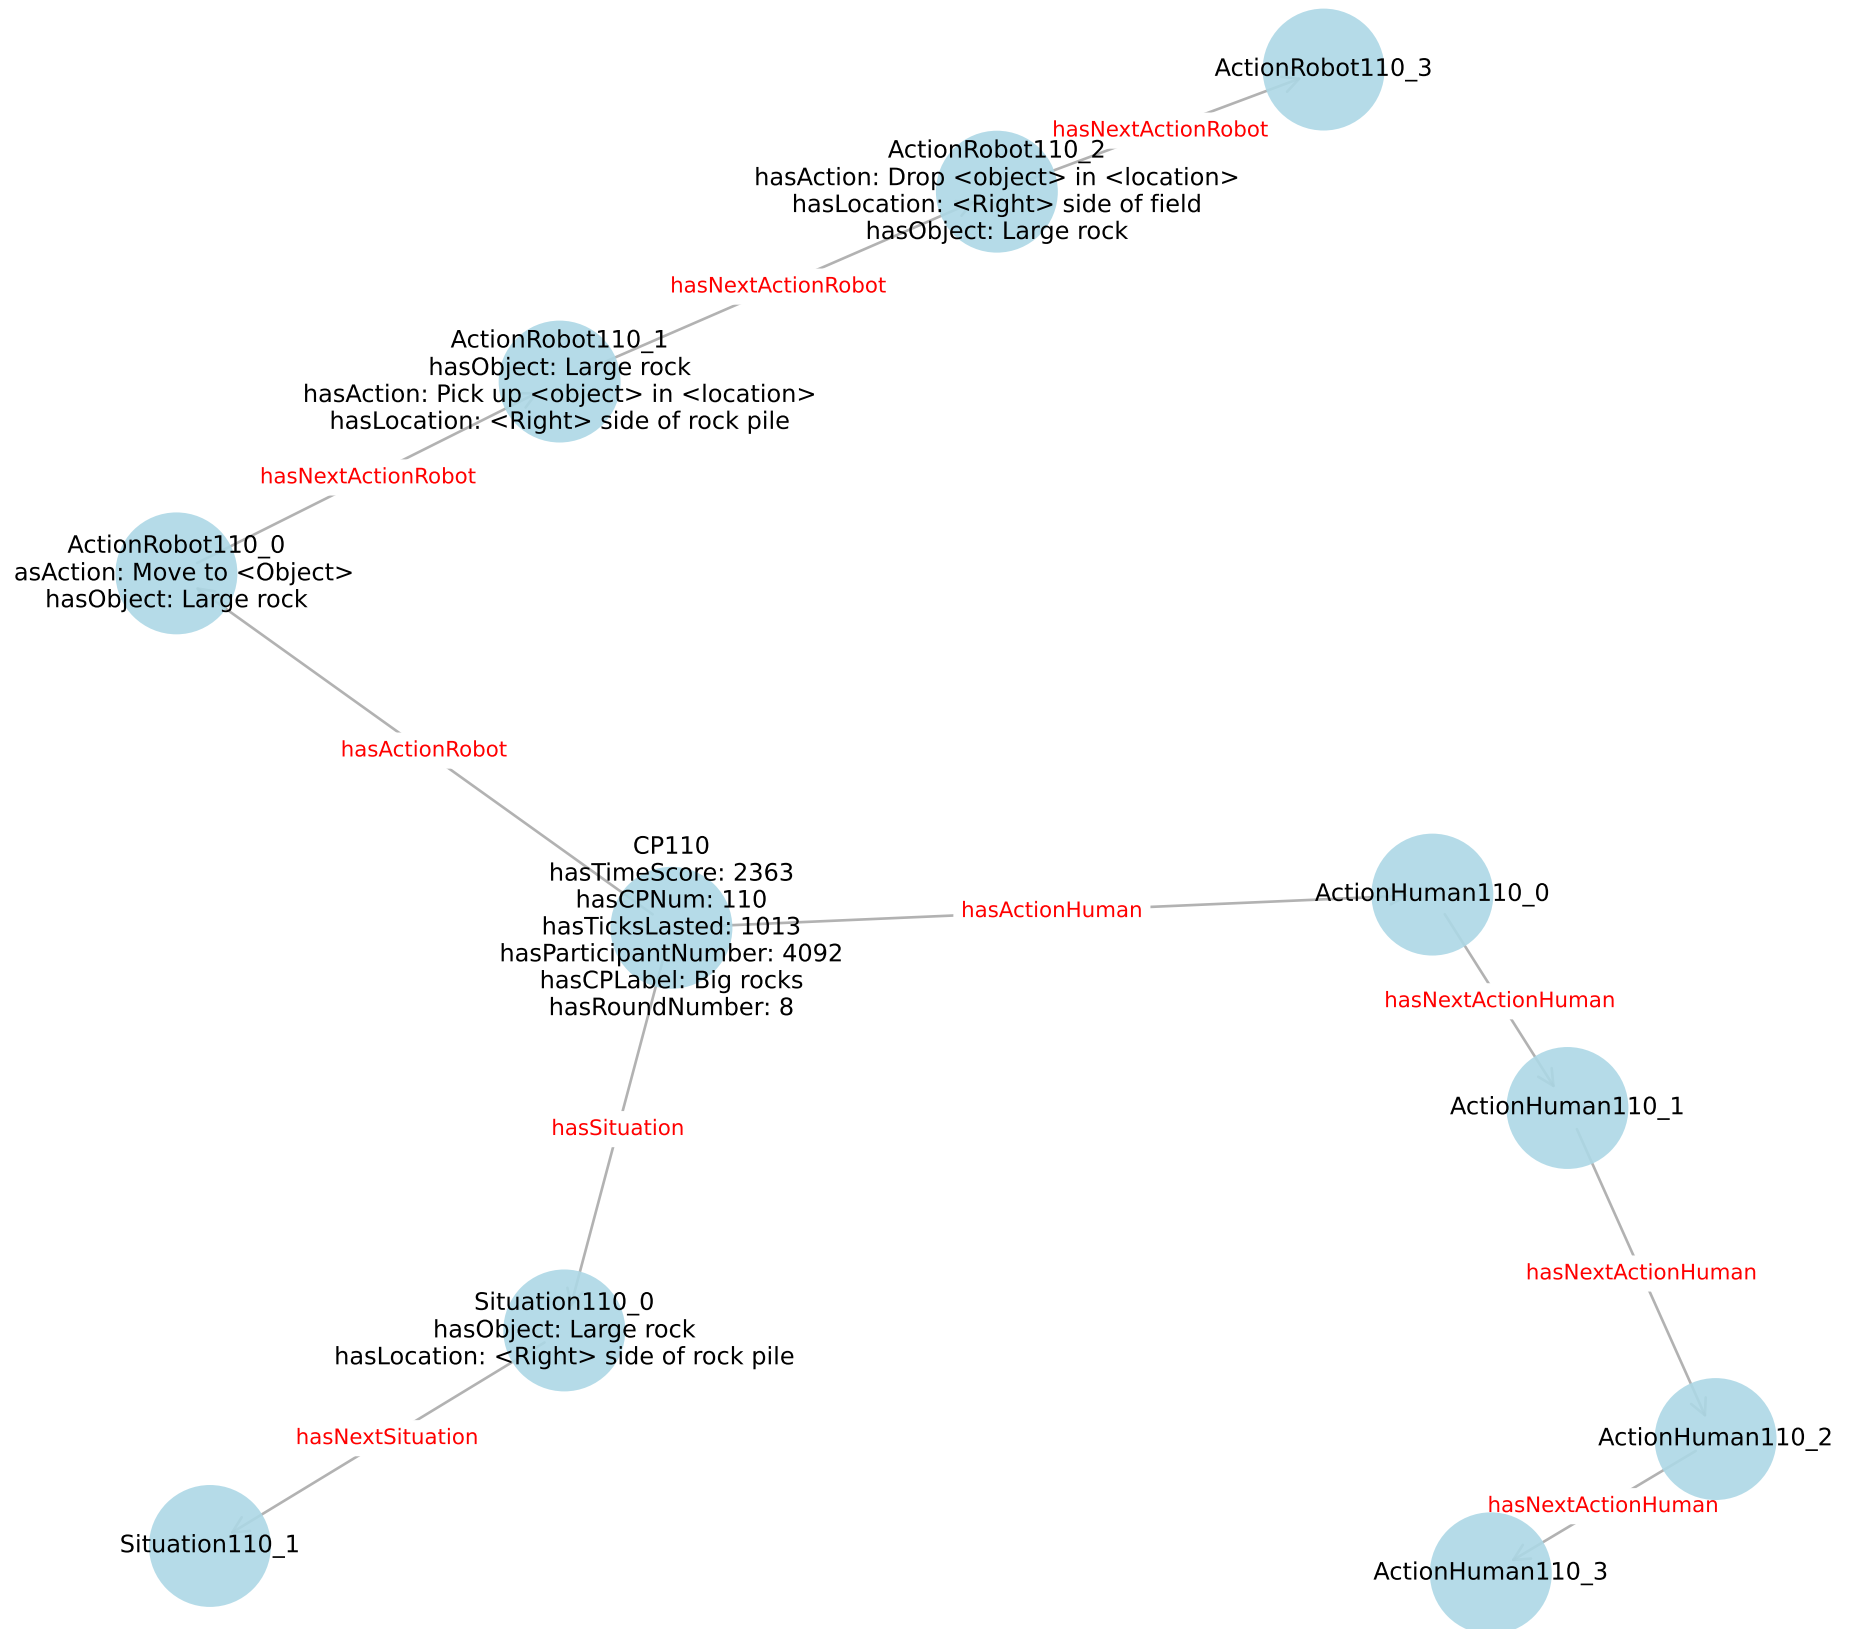 ActionRobot110_3
hasNextActionRobot
ActionRobot110_2
hasAction: Drop <object> in <location>
hasLocation: <Right> side of field
hasObject: Large rock
hasNextActionRobot
ActionRobot110_1
hasObject: Large rock
hasAction: Pick up <object> in <location>
hasLocation: <Right> side of rock pile
hasNextActionRobot
ActionRobot110_0
asAction: Move to <Object>
hasObject: Large rock
hasActionRobot
CP110
hasTimeScore: 2363
hasCPNum: 110
hasTicksLasted: 1013
hasParticipantNumber: 4092
hasCPLabel: Big rocks
hasRoundNumber: 8
hasActionHuman
ActionHuman110_0
hasNextActionHuman
ActionHuman110_1
hasNextActionHuman
ActionHuman110_2
hasNextActionHuman
ActionHuman110_3
hasSituation
Situation110_0
hasObject: Large rock
hasLocation: <Right> side of rock pile
hasNextSituation
Situation110_1